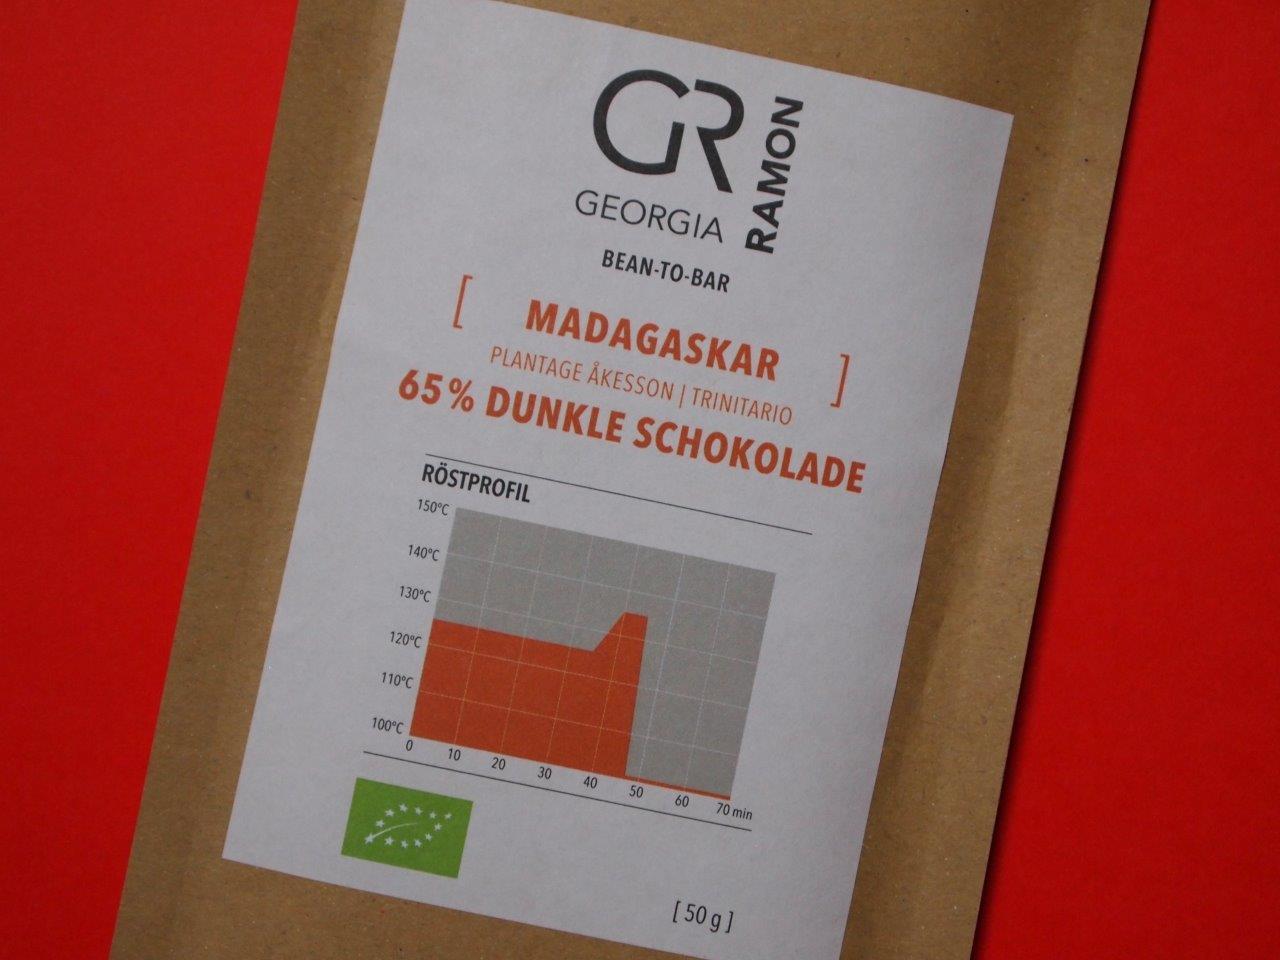 GR
GEORGIA
RAMON
BEAN-TO-BAR
[ MADAGASKAR ]
PLANTAGE ÅKESSON | TRINITARIO
65% DUNKLE SCHOKOLADE
RÖSTPROFIL
150°C
140°C
130°C
120°C
110°C
100°C
0 10 20 30 40 50 60 70 min
[ 50 g ]